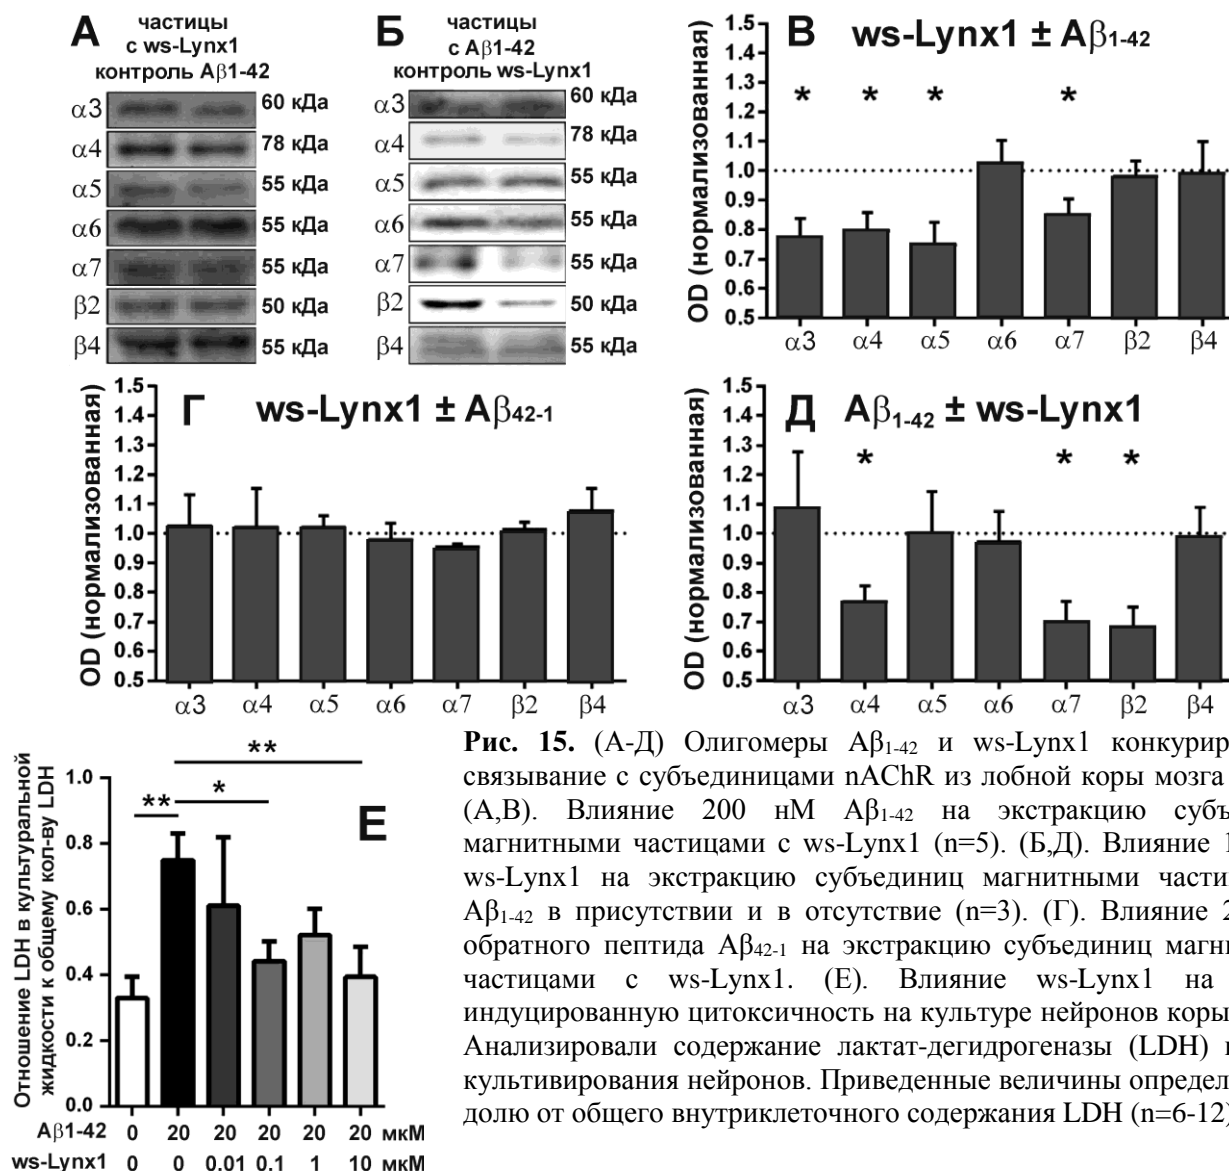 А
частицы
с ws-Lynx1
контроль Aβ1-42
α3
60 кДа
α4
78 кДа
α5
55 кДа
α6
55 кДа
α7
55 кДа
β2
50 кДа
β4
55 кДа
Б
частицы
с Aβ1-42
контроль ws-Lynx1
α3
60 кДа
α4
78 кДа
α5
55 кДа
α6
55 кДа
α7
55 кДа
β2
50 кДа
β4
55 кДа
В ws-Lynx1 ± Aβ1-42
OD (нормализованная)
1.5
1.4
1.3
1.2
1.1
1.0
0.9
0.8
0.7
0.6
0.5
* * * *
α3 α4 α5 α6 α7 β2 β4
Г ws-Lynx1 ± Aβ42-1
OD (нормализованная)
1.5
1.4
1.3
1.2
1.1
1.0
0.9
0.8
0.7
0.6
0.5
α3 α4 α5 α6 α7 β2 β4
Д Aβ1-42 ± ws-Lynx1
OD (нормализованная)
1.5
1.4
1.3
1.2
1.1
1.0
0.9
0.8
0.7
0.6
0.5
* * *
α3 α4 α5 α6 α7 β2 β4
Е
Отношение LDH в культуральной
жидкости к общему кол-ву LDH
1.0
0.8
0.6
0.4
0.2
0.0
**
** *
Aβ1-42 0 20 20 20 20 20 мкМ
ws-Lynx1 0 0 0.01 0.1 1 10 мкМ
Рис. 15. (А-Д) Олигомеры Aβ1-42 и ws-Lynx1 конкурир
связывание с субъединицами nAChR из лобной коры мозга
(А,В). Влияние 200 нМ Aβ1-42 на экстракцию субъ
магнитными частицами с ws-Lynx1 (n=5). (Б,Д). Влияние 1
ws-Lynx1 на экстракцию субъединиц магнитными части
Aβ1-42 в присутствии и в отсутствие (n=3). (Г). Влияние 2
обратного пептида Aβ42-1 на экстракцию субъединиц магни
частицами с ws-Lynx1. (Е). Влияние ws-Lynx1 на
индуцированную цитоксичность на культуре нейронов коры
Анализировали содержание лактат-дегидрогеназы (LDH)
культивирования нейронов. Приведенные величины определ
долю от общего внутриклеточного содержания LDH (n=6-12)